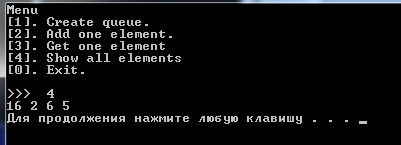 Menu
[1]. Create queue.
[2]. Add one element.
[3]. Get one element
[4]. Show all elements
[0]. Exit.
>>> 4
16 2 6 5
Для продолжения нажмите любую клавишу . . . _